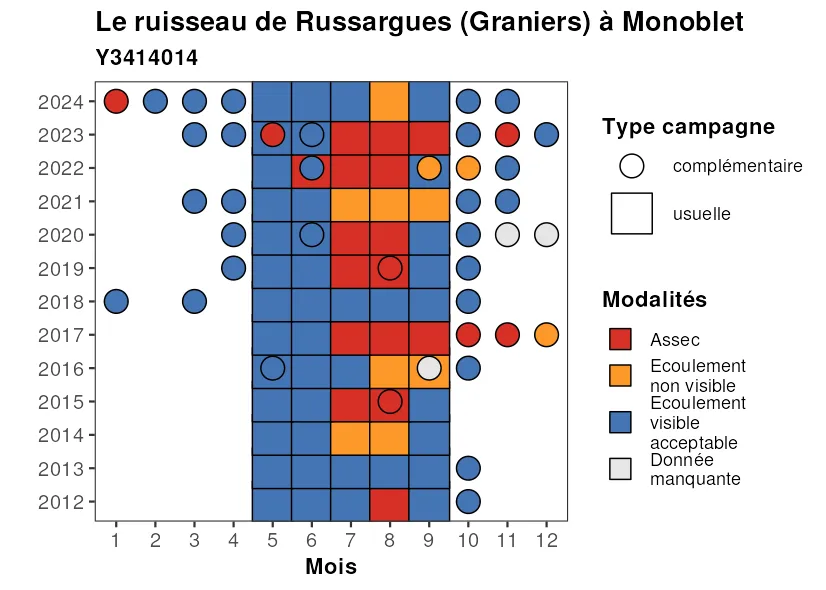 Le ruisseau de Russargues (Graniers) à Monoblet
Y3414014
2024
2023
2022
2021
2020
2019
2018
2017
2016
2015
2014
2013
2012
1 2 3 4 5 6 7 8 9 10 11 12
Mois
Type campagne
complémentaire
usuelle
Modalités
Assec
Ecoulement
non visible
Ecoulement
visible
acceptable
Donnée
manquante